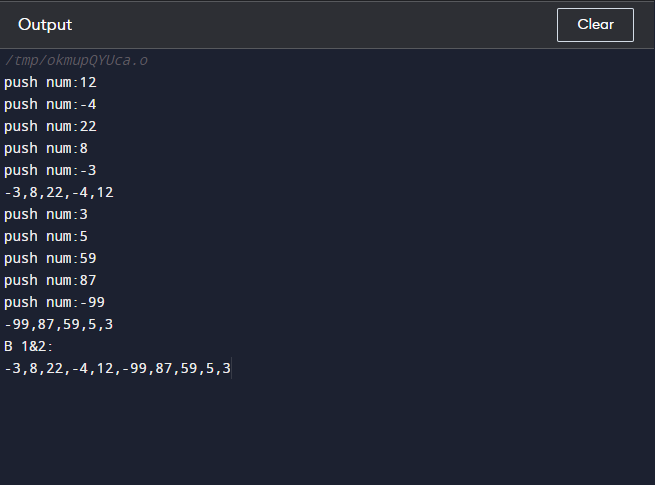 Output
Clear
/tmp/okmupQYUca.o
push num:12
push num:-4
push num:22
push num:8
push num:-3
-3,8,22,-4,12
push num:3
push num:5
push num:59
push num:87
push num:-99
-99,87,59,5,3
B 1&2:
-3,8,22,-4,12,-99,87,59,5,3